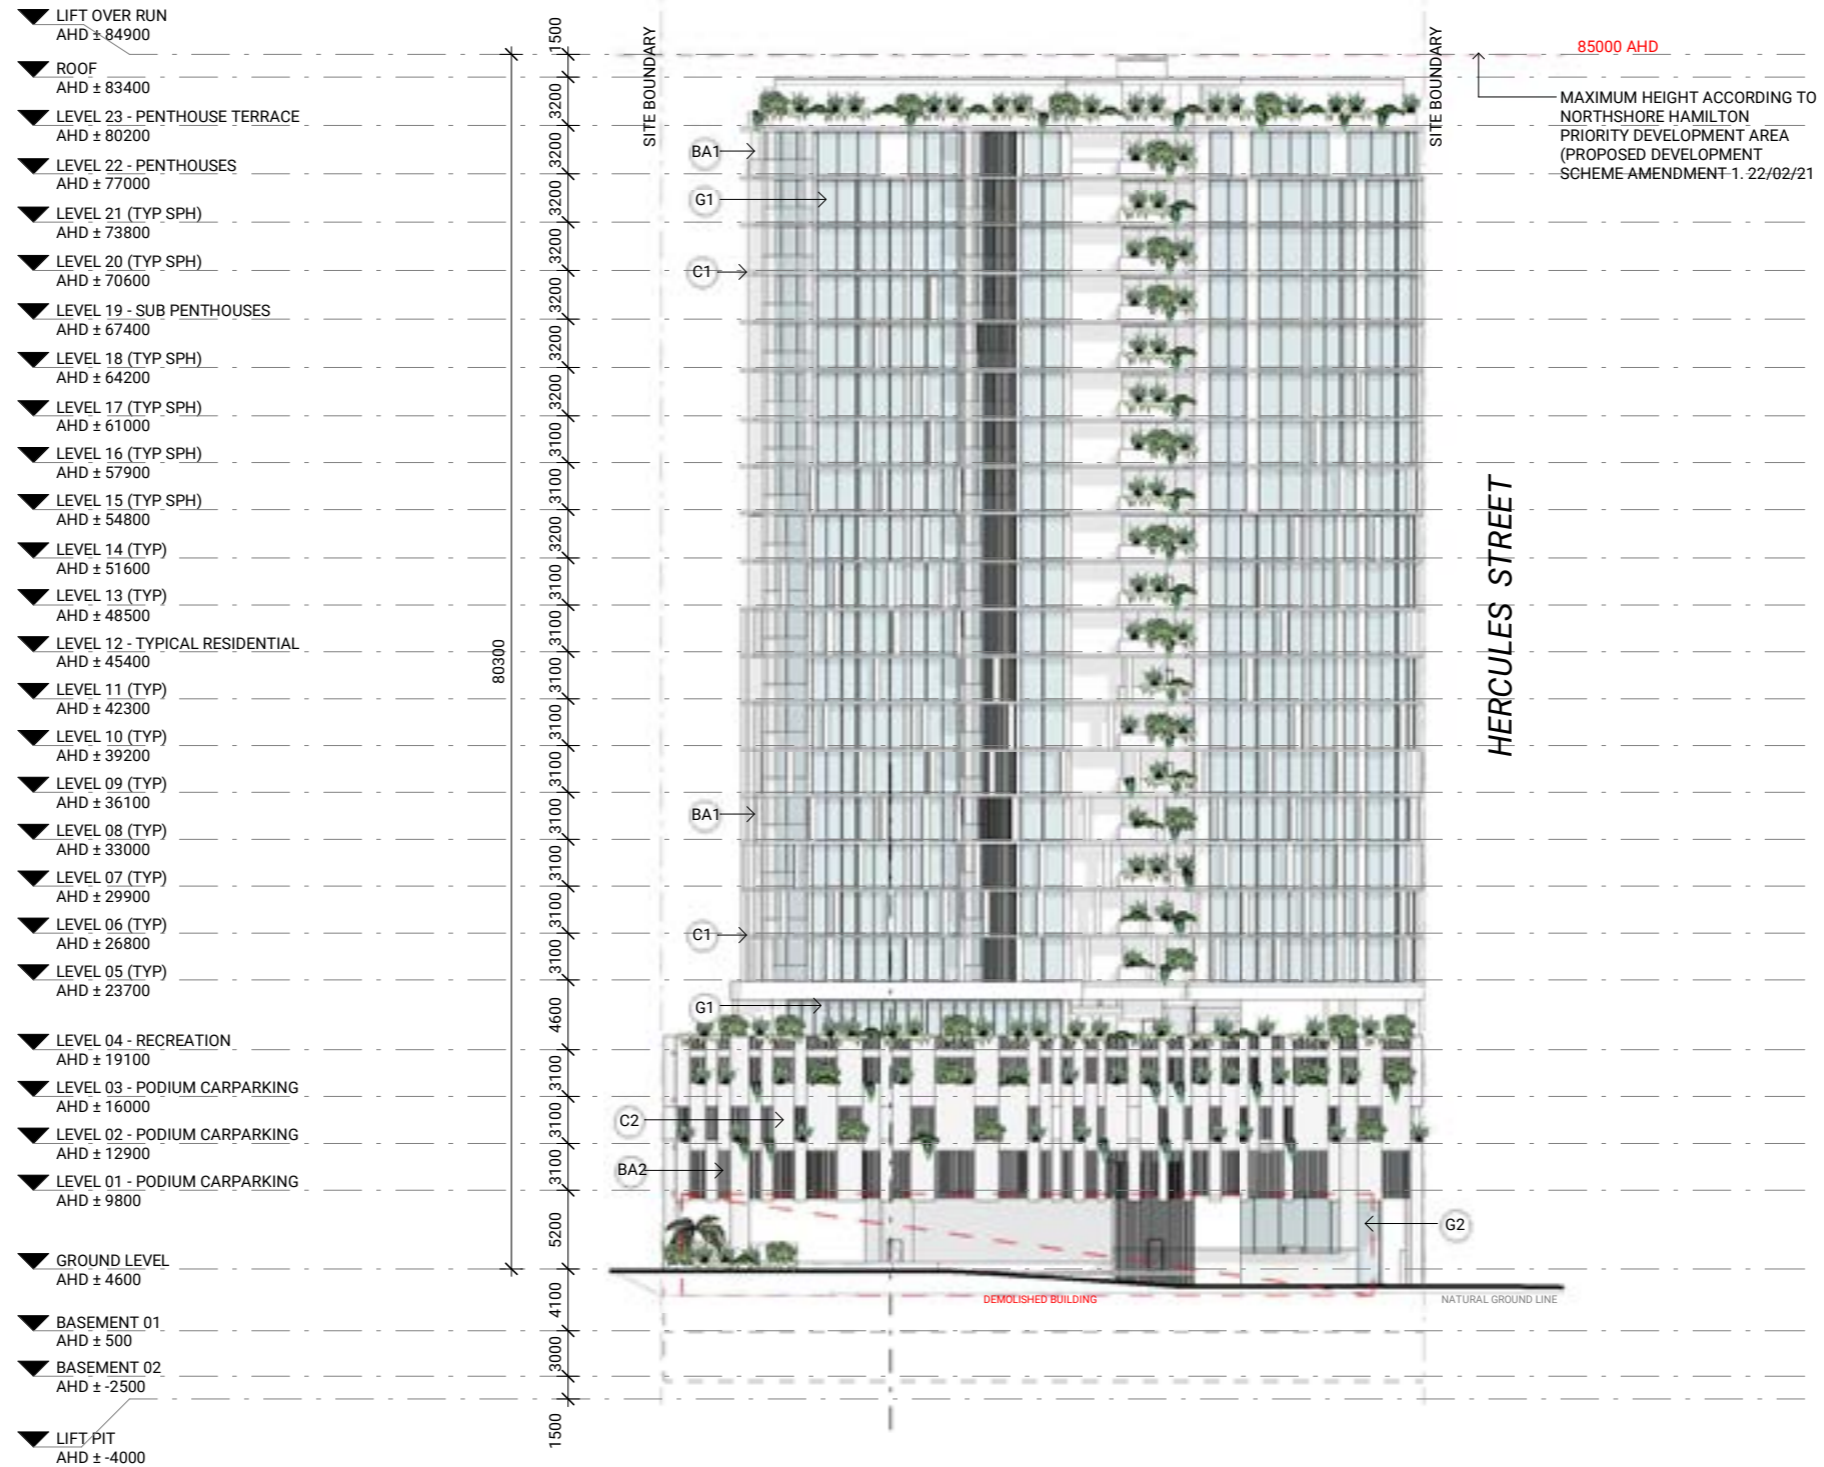 LIFT OVER RUN
AHD ± 84900
ROOF
AHD ± 83400
LEVEL 23 - PENTHOUSE TERRACE
AHD ± 80200
LEVEL 22 - PENTHOUSES
AHD ± 77000
LEVEL 21 (TYP SPH)
AHD ± 73800
LEVEL 20 (TYP SPH)
AHD ± 70600
LEVEL 19 - SUB PENTHOUSES
AHD ± 67400
LEVEL 18 (TYP SPH)
AHD ± 64200
LEVEL 17 (TYP SPH)
AHD ± 61000
LEVEL 16 (TYP SPH)
AHD ± 57900
LEVEL 15 (TYP SPH)
AHD ± 54800
LEVEL 14 (TYP)
AHD ± 51600
LEVEL 13 (TYP)
AHD ± 48500
LEVEL 12 - TYPICAL RESIDENTIAL
AHD ± 45400
LEVEL 11 (TYP)
AHD ± 42300
LEVEL 10 (TYP)
AHD ± 39200
LEVEL 09 (TYP)
AHD ± 36100
LEVEL 08 (TYP)
AHD ± 33000
LEVEL 07 (TYP)
AHD ± 29900
LEVEL 06 (TYP)
AHD ± 26800
LEVEL 05 (TYP)
AHD ± 23700
LEVEL 04 - RECREATION
AHD ± 19100
LEVEL 03 - PODIUM CARPARKING
AHD ± 16000
LEVEL 02 - PODIUM CARPARKING
AHD ± 12900
LEVEL 01 - PODIUM CARPARKING
AHD ± 9800
GROUND LEVEL
AHD ± 4600
BASEMENT 01
AHD ± 500
BASEMENT 02
AHD ± -2500
LIFT PIT
AHD ± -4000
80300
1500
3200
3200
3200
3200
3200
3200
3200
3100
3100
3200
3100
3100
3100
3100
3100
3100
3100
3100
3100
4600
3100
3100
3100
5200
4100
3000
1500
SITE BOUNDARY
BA1
G1
C1
BA1
C1
G1
C2
BA2
G2
DEMOLISHED BUILDING
NATURAL GROUND LINE
SITE BOUNDARY
85000 AHD
MAXIMUM HEIGHT ACCORDING TO
NORTHSHORE HAMILTON
PRIORITY DEVELOPMENT AREA
(PROPOSED DEVELOPMENT
SCHEME AMENDMENT 1. 22/02/21
HERCULES STREET